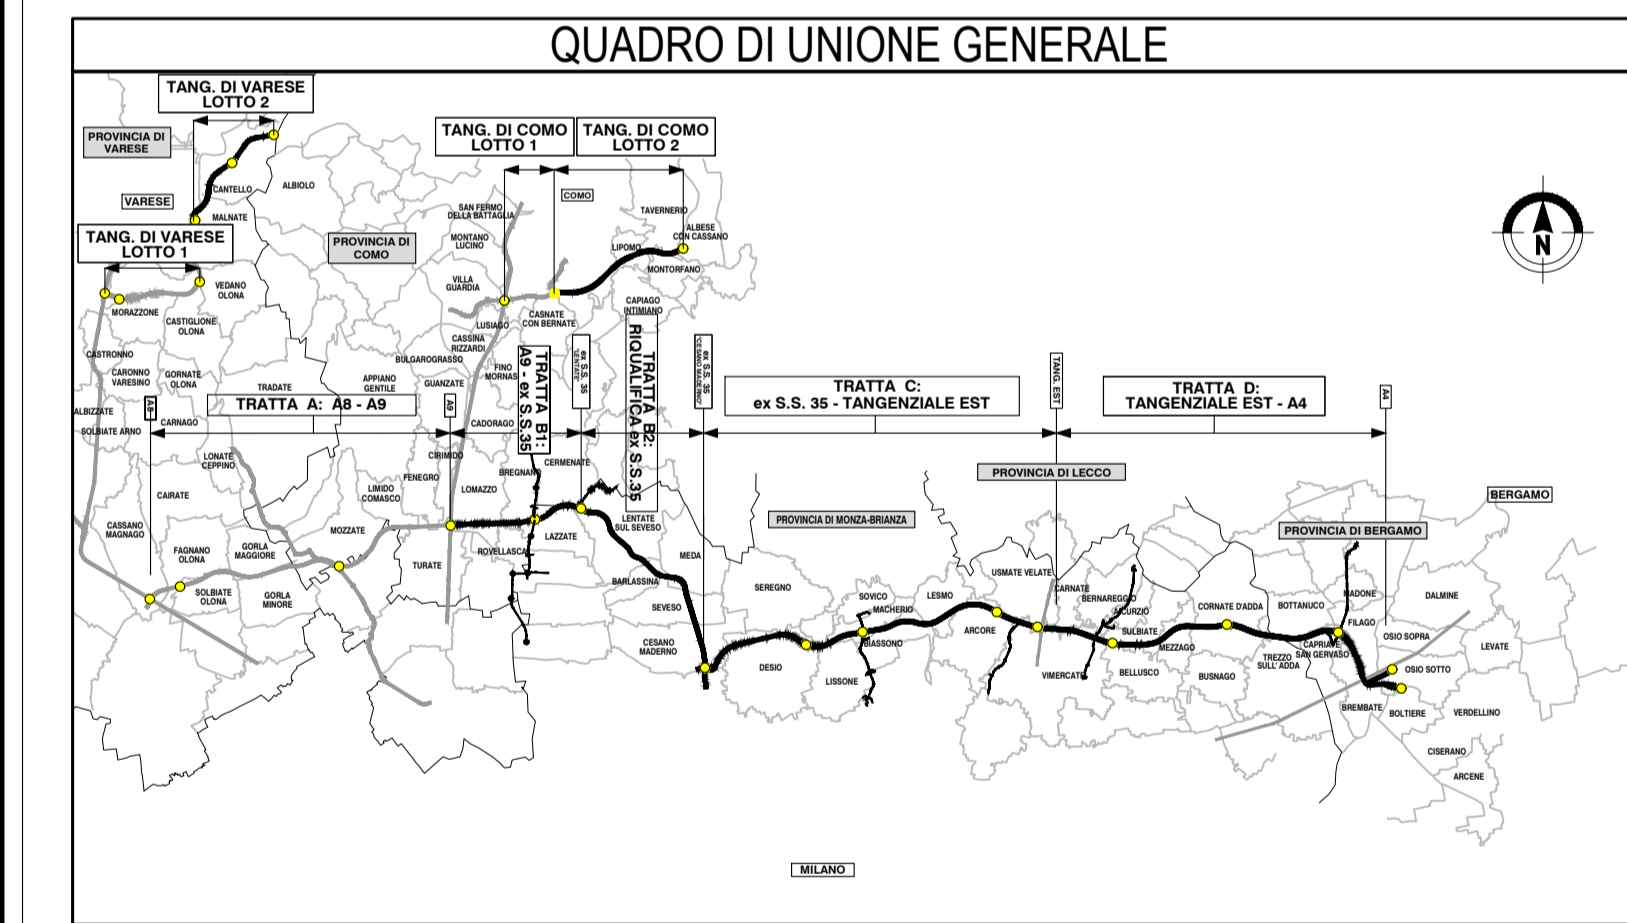 QUADRO DI UNIONE GENERALE
TANG. DI VARESE
LOTTO 2
PROVINCIA DI
VARESE
VARESE
CANTELLO
ALBIOLO
MALNATE
TANG. DI VARESE
LOTTO 1
VEDANO
OLONA
MORAZZONE
CASTIGLIONE
OLONA
PROVINCIA DI
COMO
TANG. DI COMO
LOTTO 1
TANG. DI COMO
LOTTO 2
COMO
SAN FERMO
DELLA BATTAGLIA
MONTANO
LUCINO
VILLA
GUARDIA
TAVERNERIO
ALBESE
CON CASSANO
LIPOMO
MONTORFANO
CAPIAGO
INTIMIANO
LUSIAGO
CASNATE
CON BERNATE
CASSINA
RIZZARDI
BULGAROGRASSO
FINO
MORNAS
GUANZATE
APPIANO
GENTILE
CASTRONNO
CARONNO
VARESINO
GORNATE
OLONA
TRADATE
ALBIZZATE
SOLBIATE ARNO
CARNAGO
A8
TRATTA A: A8 - A9
A9
CADORAGO
TRATTA B1:
A9 - ex S.S.35
ex S.S. 35
"LENTATE"
TRATTA B2:
RIQUALIFICA ex S.S.35
ex S.S. 35
"CESANO MADERNO"
TRATTA C:
ex S.S. 35 - TANGENZIALE EST
TANG. EST
TRATTA D:
TANGENZIALE EST - A4
A4
N
LONATE
CEPPINO
CIRIMIDO
FENEGRO
LIMIDO
COMASCO
LOMAZZO
BREGNANO
CERMENATE
CAIRATE
CASSANO
MAGNAGO
MOZZATE
FAGNANO
OLONA
GORLA
MAGGIORE
SOLBIATE
OLONA
GORLA
MINORE
TURATE
ROVELLASCA
LAZZATE
LENTATE
SUL SEVESO
MEDA
BARLASSINA
SEVESO
CESANO
MADERNO
PROVINCIA DI LECCO
PROVINCIA DI MONZA-BRIANZA
BERGAMO
PROVINCIA DI BERGAMO
SEREGNO
DESIO
SOVICO
MACHERIO
BIASSONO
LISSONE
LESMO
ARCORE
USMATE VELATE
CARNATE
BERNAREGGIO
AICURZIO
SULBIATE
VIMERCATE
BELLUSCO
MEZZAGO
CORNATE D'ADDA
BUSNAGO
BOTTANUCO
TREZZO
SULL' ADDA
MADONE
FILAGO
CAPRIATE
SAN GERVASO
DALMINE
OSIO SOPRA
LEVATE
OSIO SOTTO
BREMBATE
BOLTIERE
VERDELLINO
CISERANO
ARCENE
MILANO